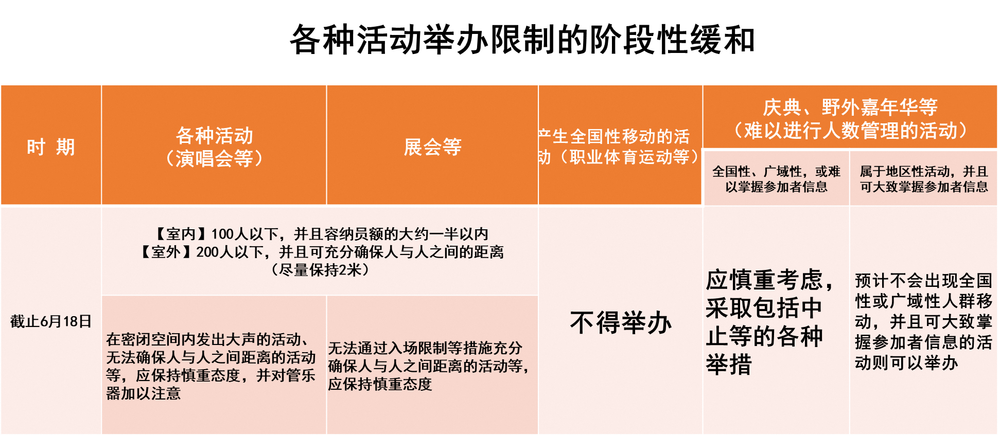 各种活动举办限制的阶段性缓和
时 期
各种活动
（演唱会等）
展会等
产生全国性移动的活
动（职业体育运动等）
庆典、野外嘉年华等
（难以进行人数管理的活动）
全国性、广域性，或难
以掌握参加者信息
属于地区性活动，并且
可大致掌握参加者信息
截止6月18日
【室内】100人以下，并且容纳员额的大约一半以内
【室外】200人以下，并且可充分确保人与人之间的距离
（尽量保持2米）
在密闭空间内发出大声的活动、
无法确保人与人之间距离的活动
等，应保持慎重态度，并对管乐
器加以注意
无法通过入场限制等措施充分
确保人与人之间距离的活动等，
应保持慎重态度
不得举办
应慎重考虑，
采取包括中
止等的各种
举措
预计不会出现全国
性或广域性人群移
动，并且可大致掌
握参加者信息的活
动则可以举办